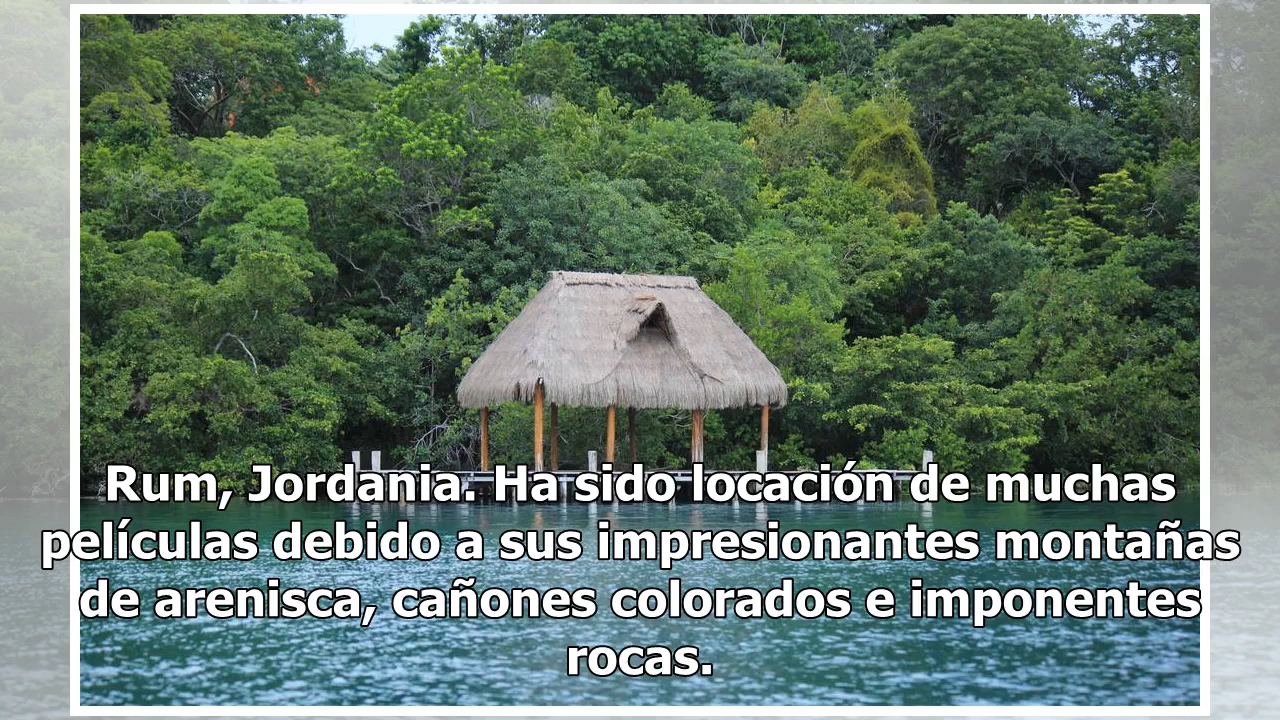 Rum, Jordania. Ha sido locación de muchas
películas debido a sus impresionantes montañas
de arenisca, cañones colorados e imponentes
rocas.